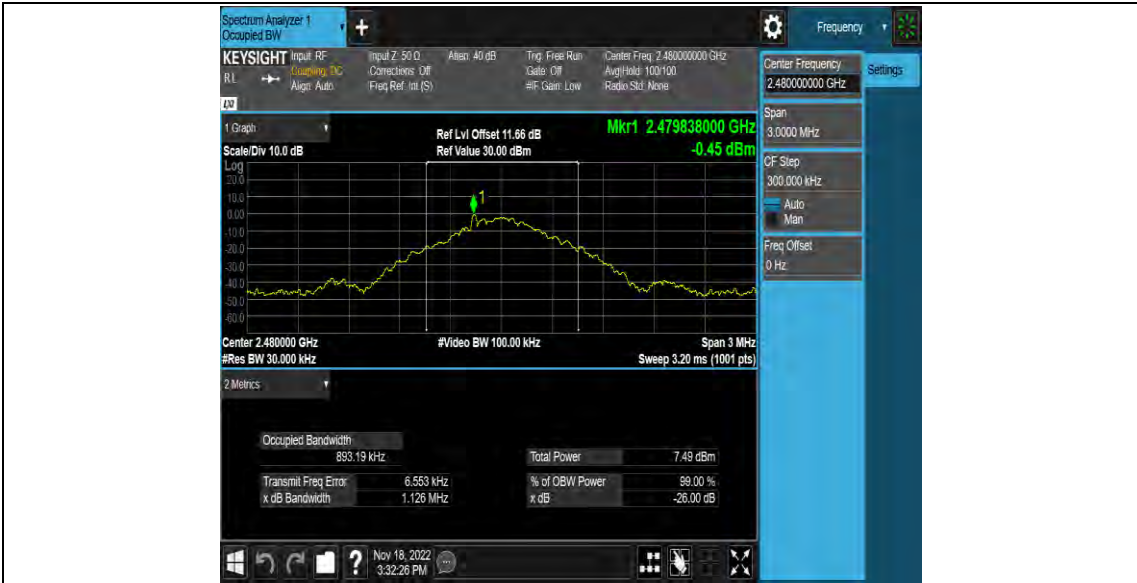 Spectrum Analyzer 1
Occupied BW
+
Frequency
KEYSIGHT Input: RF Input Z: 50 Ω Atten: 40 dB Trig: Free Run Center Freq: 2.480000000 GHz
R L Coupling: DC Corrections: Off Gate: Off Avg|Hold: 100/100
Align: Auto Freq Ref: Int (S) #IF Gain: Low Radio Std: None
Center Frequency
2.480000000 GHz
Settings
Span
3.0000 MHz
CF Step
300.000 kHz
Auto
Man
Freq Offset
0 Hz
1 Graph
Ref Lvl Offset 11.66 dB
Mkr1 2.479838000 GHz
Scale/Div 10.0 dB
Ref Value 30.00 dBm
-0.45 dBm
Log
20.0
10.0
1
0.00
-10.0
-20.0
-30.0
-40.0
-50.0
-60.0
Center 2.480000 GHz #Video BW 100.00 kHz Span 3 MHz
#Res BW 30.000 kHz Sweep 3.20 ms (1001 pts)
2 Metrics
Occupied Bandwidth
893.19 kHz Total Power 7.49 dBm
Transmit Freq Error 6.553 kHz % of OBW Power 99.00 %
x dB Bandwidth 1.126 MHz x dB -26.00 dB
? Nov 18, 2022
3:32:26 PM